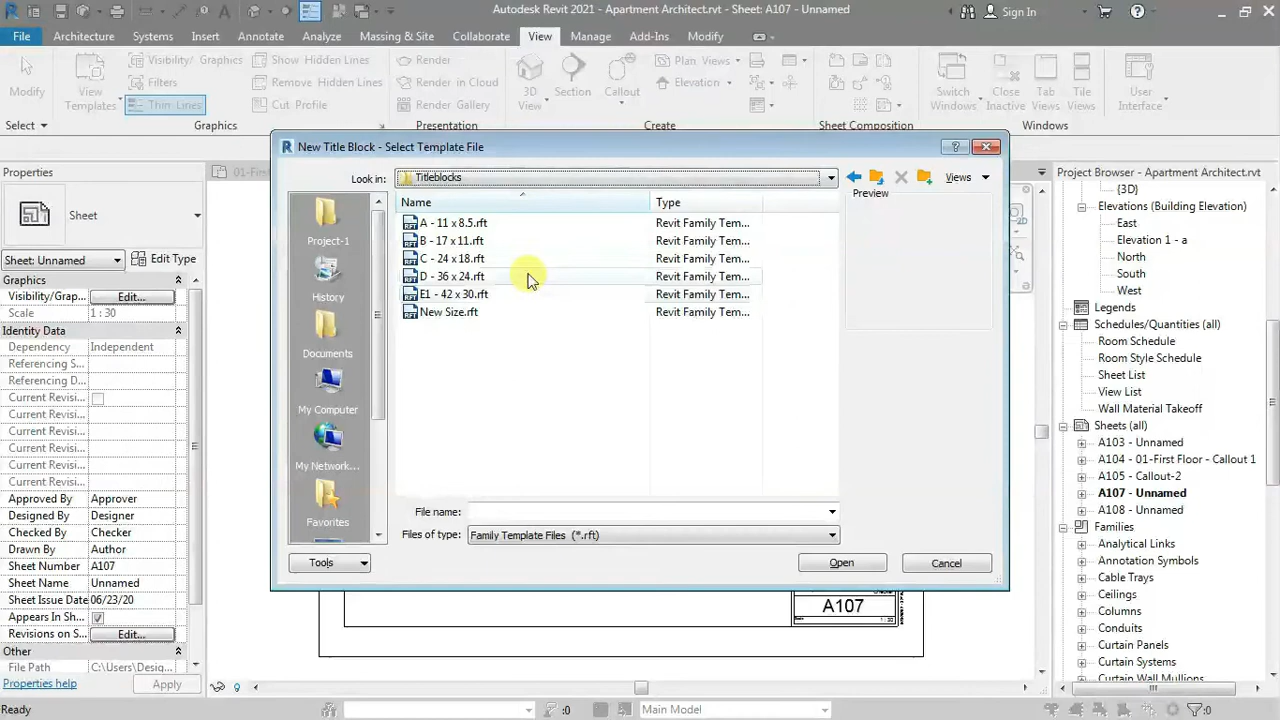 Autodesk Revit 2021 - Apartment Architect.rvt - Sheet: A107 - Unnamed
Sign In
File Architecture Systems Insert Annotate Analyze Massing & Site Collaborate View Manage Add-Ins Modify
Modify
View
Templates
Visibility/ Graphics
Filters
Thin Lines
Show Hidden Lines
Remove Hidden Lines
Cut Profile
Render
Render in Cloud
Render Gallery
3D
View
Section
Callout
Plan Views
Elevation
Switch
Windows
Close
Inactive
Tab
Views
Tile
Views
User
Interface
Select Graphics Presentation Create Sheet Composition Windows
Properties
Sheet
Sheet: Unnamed Edit Type
Graphics
Visibility/Grap... Edit...
Scale 1 : 30
Identity Data
Dependency Independent
Referencing S...
Referencing D...
Current Revisi...
Current Revisi...
Current Revisi...
Current Revisi...
Current Revisi...
Current Revisi...
Approved By Approver
Designed By Designer
Checked By Checker
Drawn By Author
Sheet Number A107
Sheet Name Unnamed
Sheet Issue Date 06/23/20
Appears In Sh...
Revisions on S... Edit...
Other
File Path C:\Users\Desig...
Properties help Apply
01-First
New Title Block - Select Template File
Look in: Titleblocks
Views
Preview
Name Type
A - 11 x 8.5.rft Revit Family Tem...
B - 17 x 11.rft Revit Family Tem...
C - 24 x 18.rft Revit Family Tem...
D - 36 x 24.rft Revit Family Tem...
E1 - 42 x 30.rft Revit Family Tem...
New Size.rft Revit Family Tem...
Project-1
History
Documents
My Computer
My Network...
Favorites
File name:
Files of type: Family Template Files (*.rft)
Tools Open Cancel
A107
Project Browser - Apartment Architect.rvt
{3D}
Elevations (Building Elevation)
East
Elevation 1 - a
North
South
West
Legends
Schedules/Quantities (all)
Room Schedule
Room Style Schedule
Sheet List
View List
Wall Material Takeoff
Sheets (all)
A103 - Unnamed
A104 - 01-First Floor - Callout 1
A105 - Callout-2
A107 - Unnamed
A108 - Unnamed
Families
Analytical Links
Annotation Symbols
Cable Trays
Ceilings
Columns
Conduits
Curtain Panels
Curtain Systems
Curtain Wall Mullions
Ready
:0
Main Model
:0